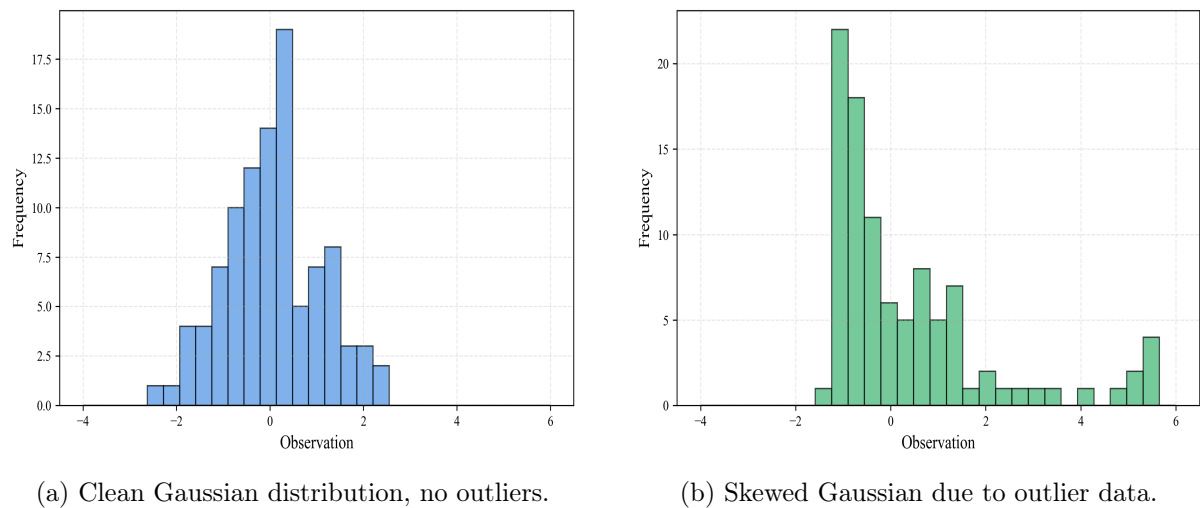 17.5
15.0
12.5
10.0
7.5
5.0
2.5
0.0
Frequency
−4 −2 0 2 4 6
Observation
(a) Clean Gaussian distribution, no outliers.
20
15
10
5
0
Frequency
−4 −2 0 2 4 6
Observation
(b) Skewed Gaussian due to outlier data.